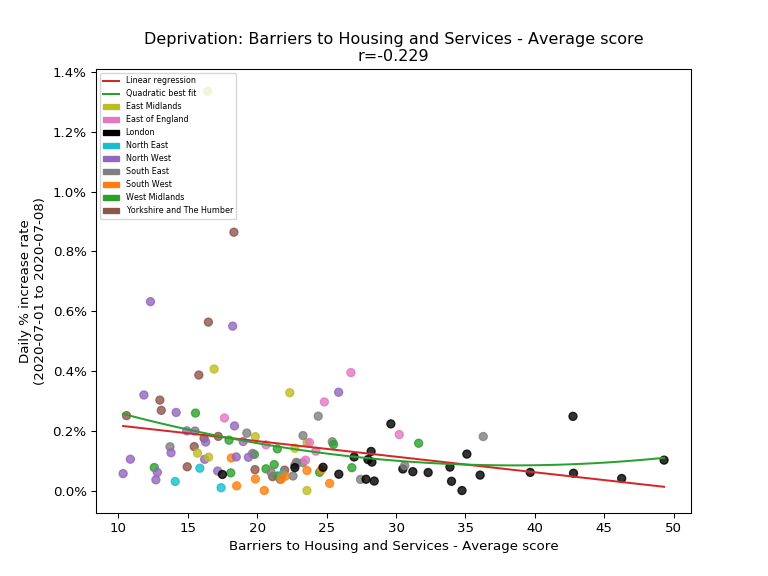 Deprivation: Barriers to Housing and Services - Average score
r=-0.229
1.4%
1.2%
1.0%
0.8%
0.6%
0.4%
0.2%
0.0%
Daily % increase rate
(2020-07-01 to 2020-07-08)
Linear regression
Quadratic best fit
East Midlands
East of England
London
North East
North West
South East
South West
West Midlands
Yorkshire and The Humber
10 15 20 25 30 35 40 45 50
Barriers to Housing and Services - Average score